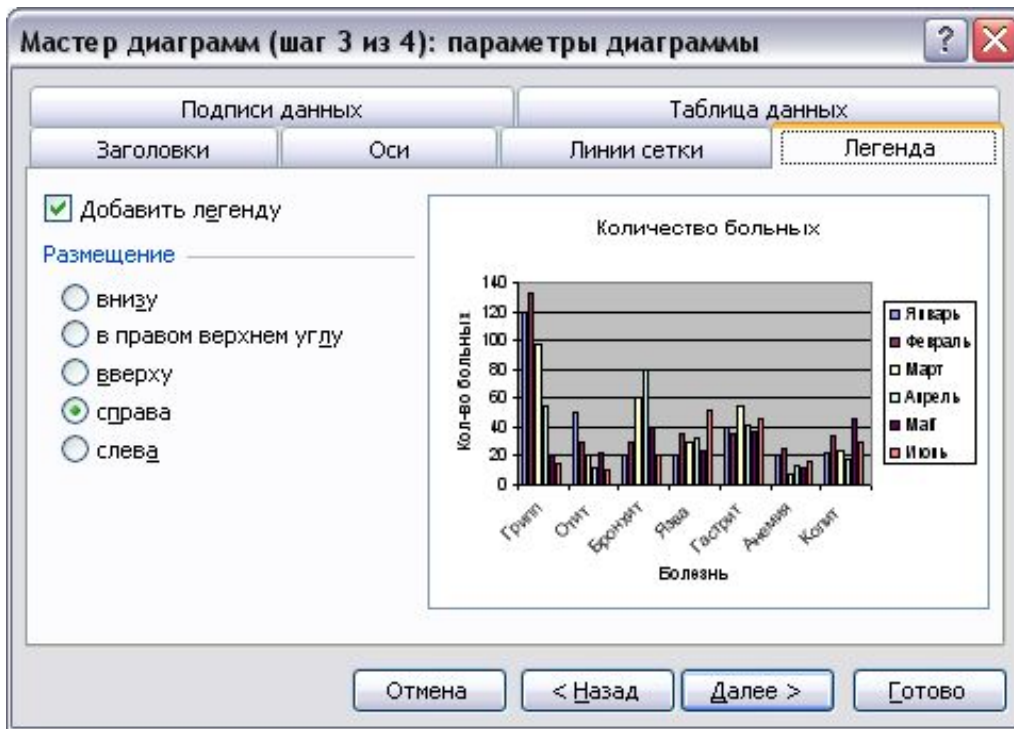 Мастер диаграмм (шаг 3 из 4): параметры диаграммы
?
Подписи данных
Таблица данных
Заголовки
Оси
Линии сетки
Легенда
Добавить легенду
Размещение
внизу
в правом верхнем углу
вверху
справа
слева
Количество больных
Кол-во больных
140
120
100
80
60
40
20
0
Грипп
Отит
Бронхит
Язва
Гастрит
Анемия
Колит
Болезнь
Январь
Февраль
Март
Апрель
Май
Июнь
Отмена
< Назад
Далее >
Готово